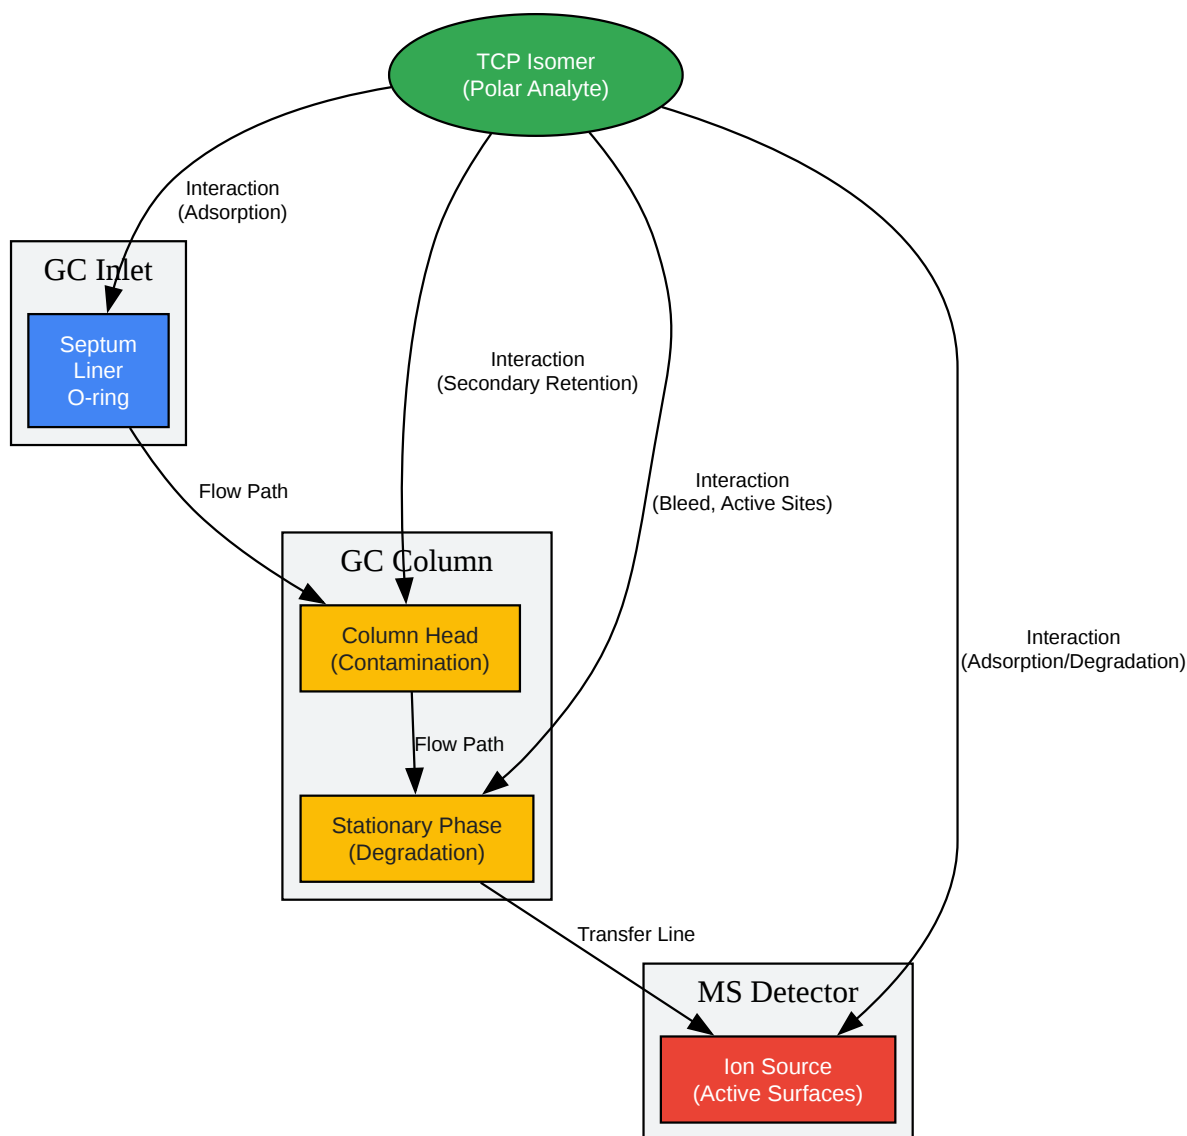 TCP Isomer
(Polar Analyte)
Interaction
(Adsorption)
GC Inlet
Septum
Liner
O-ring
Interaction
(Secondary Retention)
Flow Path
Interaction
(Bleed, Active Sites)
GC Column
Column Head
(Contamination)
Interaction
(Adsorption/Degradation)
Flow Path
Stationary Phase
(Degradation)
Transfer Line
MS Detector
Ion Source
(Active Surfaces)